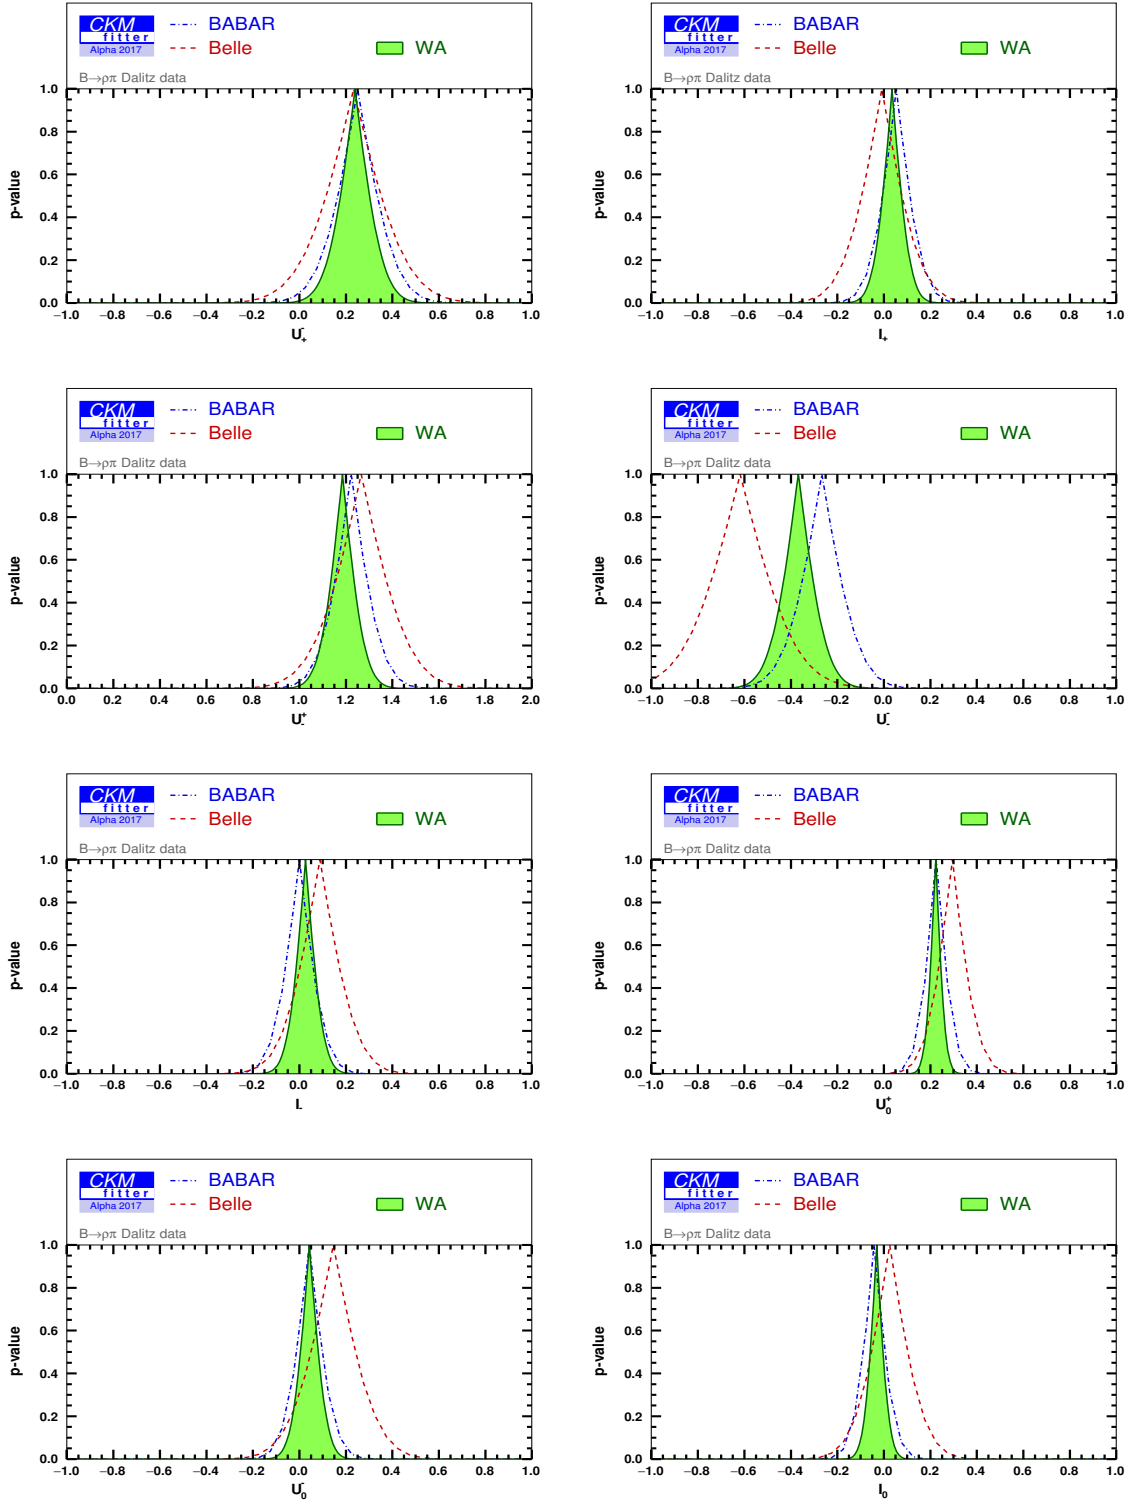 CKM
fitter
Alpha 2017
BABAR
Belle
WA
B→ρπ Dalitz data
p-value
1.0
0.8
0.6
0.4
0.2
0.0
−1.0 −0.8 −0.6 −0.4 −0.2 0.0 0.2 0.4 0.6 0.8 1.0
U₊⁻
CKM
fitter
Alpha 2017
BABAR
Belle
WA
B→ρπ Dalitz data
p-value
1.0
0.8
0.6
0.4
0.2
0.0
−1.0 −0.8 −0.6 −0.4 −0.2 0.0 0.2 0.4 0.6 0.8 1.0
I₊
CKM
fitter
Alpha 2017
BABAR
Belle
WA
B→ρπ Dalitz data
p-value
1.0
0.8
0.6
0.4
0.2
0.0
0.0 0.2 0.4 0.6 0.8 1.0 1.2 1.4 1.6 1.8 2.0
U₋⁺
CKM
fitter
Alpha 2017
BABAR
Belle
WA
B→ρπ Dalitz data
p-value
1.0
0.8
0.6
0.4
0.2
0.0
−1.0 −0.8 −0.6 −0.4 −0.2 0.0 0.2 0.4 0.6 0.8 1.0
U₋⁻
CKM
fitter
Alpha 2017
BABAR
Belle
WA
B→ρπ Dalitz data
p-value
1.0
0.8
0.6
0.4
0.2
0.0
−1.0 −0.8 −0.6 −0.4 −0.2 0.0 0.2 0.4 0.6 0.8 1.0
I₋
CKM
fitter
Alpha 2017
BABAR
Belle
WA
B→ρπ Dalitz data
p-value
1.0
0.8
0.6
0.4
0.2
0.0
−1.0 −0.8 −0.6 −0.4 −0.2 0.0 0.2 0.4 0.6 0.8 1.0
U₀⁺
CKM
fitter
Alpha 2017
BABAR
Belle
WA
B→ρπ Dalitz data
p-value
1.0
0.8
0.6
0.4
0.2
0.0
−1.0 −0.8 −0.6 −0.4 −0.2 0.0 0.2 0.4 0.6 0.8 1.0
U₀⁻
CKM
fitter
Alpha 2017
BABAR
Belle
WA
B→ρπ Dalitz data
p-value
1.0
0.8
0.6
0.4
0.2
0.0
−1.0 −0.8 −0.6 −0.4 −0.2 0.0 0.2 0.4 0.6 0.8 1.0
I₀